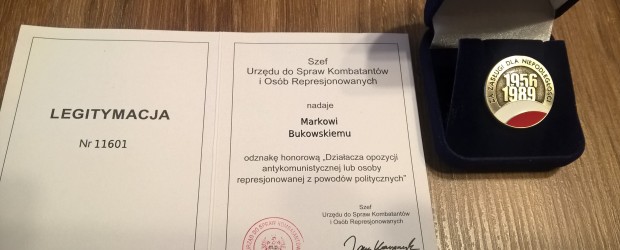 LEGITYMACJA
Nr 11601
Szef
Urzędu do Spraw Kombatantów
i Osób Represjonowanych
nadaje
Markowi
Bukowskiemu
odznakę honorową „Działacza opozycji
antykomunistycznej lub osoby
represjonowanej z powodów politycznych”
Szef
Urzędu do Spraw Kombatantów
i Osób Represjonowanych
ZASŁUGI DLA NIEPODLEGŁOŚCI
1956
1989